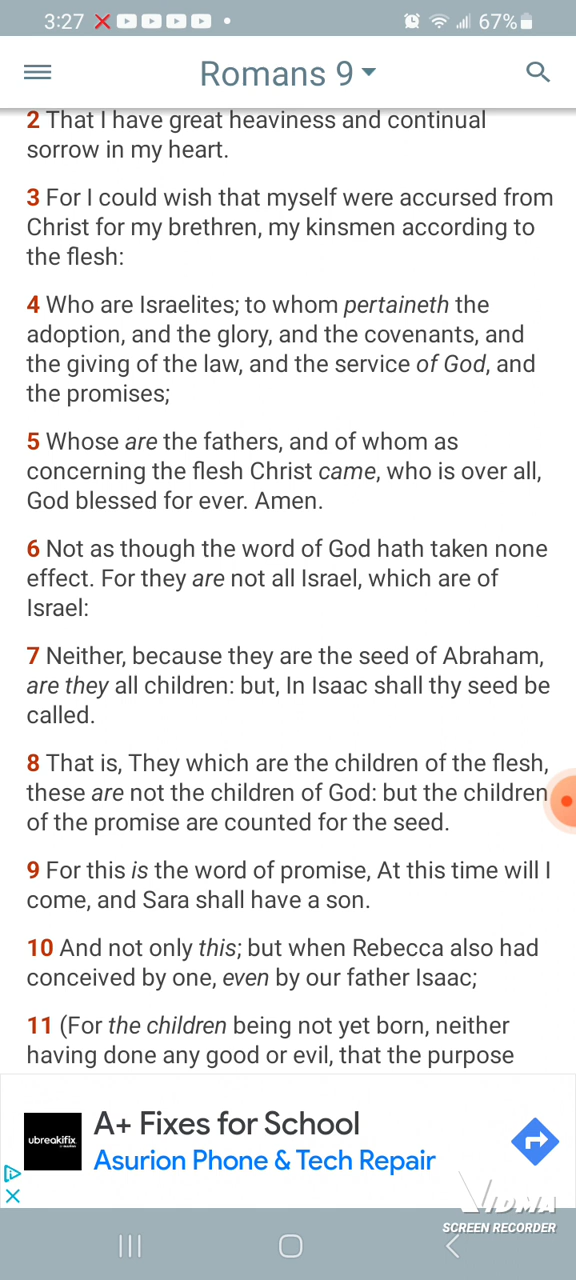 3:27
67%
Romans 9
2 That I have great heaviness and continual
sorrow in my heart.
3 For I could wish that myself were accursed from
Christ for my brethren, my kinsmen according to
the flesh:
4 Who are Israelites; to whom pertaineth the
adoption, and the glory, and the covenants, and
the giving of the law, and the service of God, and
the promises;
5 Whose are the fathers, and of whom as
concerning the flesh Christ came, who is over all,
God blessed for ever. Amen.
6 Not as though the word of God hath taken none
effect. For they are not all Israel, which are of
Israel:
7 Neither, because they are the seed of Abraham,
are they all children: but, In Isaac shall thy seed be
called.
8 That is, They which are the children of the flesh,
these are not the children of God: but the children
of the promise are counted for the seed.
9 For this is the word of promise, At this time will I
come, and Sara shall have a son.
10 And not only this; but when Rebecca also had
conceived by one, even by our father Isaac;
11 (For the children being not yet born, neither
having done any good or evil, that the purpose
ubreakifix
A+ Fixes for School
Asurion Phone & Tech Repair
VIDMA
SCREEN RECORDER